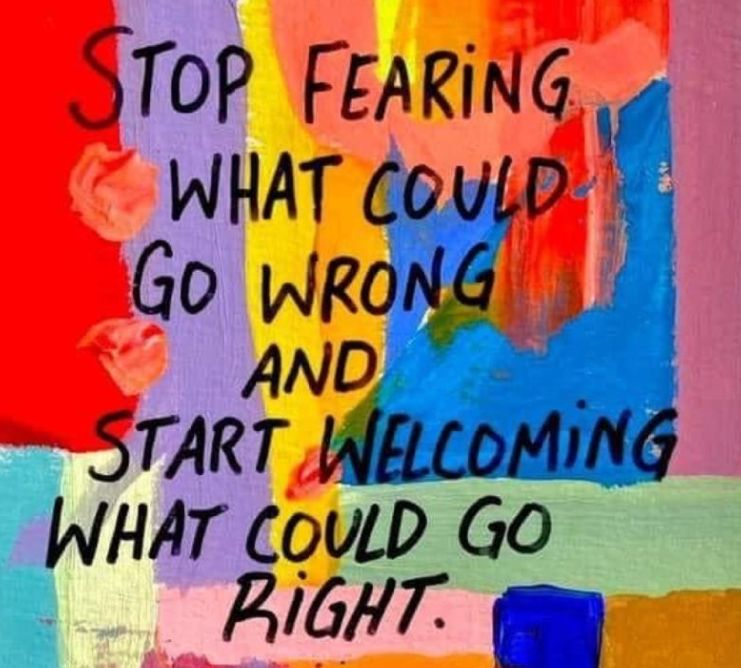 STOP FEARiNG
WHAT COULD
GO WRONG
AND
START WELCOMiNG
WHAT COULD GO
RiGHT.